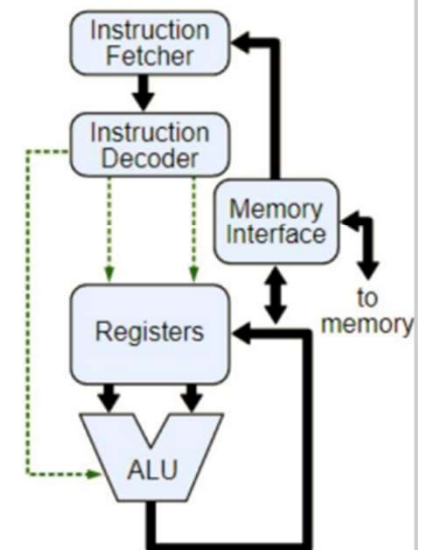 Instruction
Fetcher
Instruction
Decoder
Memory
Interface
to
memory
Registers
ALU